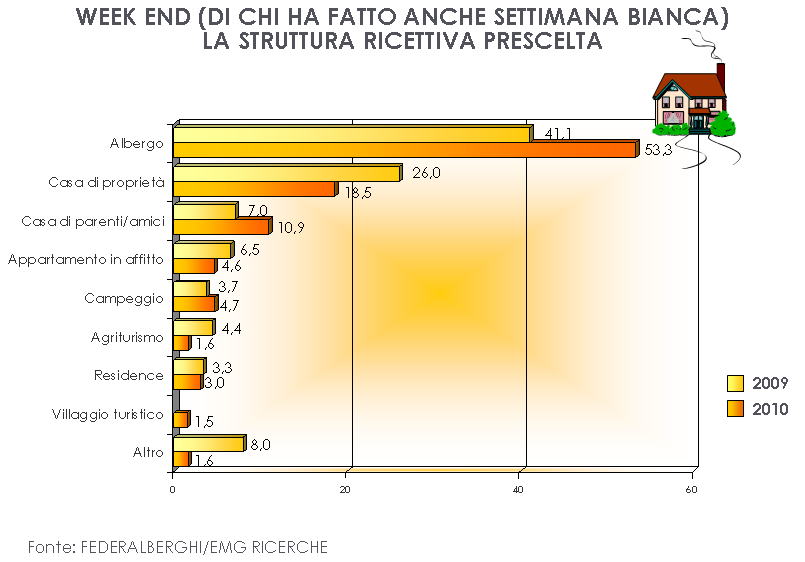 WEEK END (DI CHI HA FATTO ANCHE SETTIMANA BIANCA)
LA STRUTTURA RICETTIVA PRESCELTA
Albergo
41,1
53,3
Casa di proprietà
26,0
18,5
Casa di parenti/amici
7,0
10,9
Appartamento in affitto
6,5
4,6
Campeggio
3,7
4,7
Agriturismo
4,4
1,6
Residence
3,3
3,0
Villaggio turistico
1,5
Altro
8,0
1,6
0
20
40
60
2009
2010
Fonte: FEDERALBERGHI/EMG RICERCHE